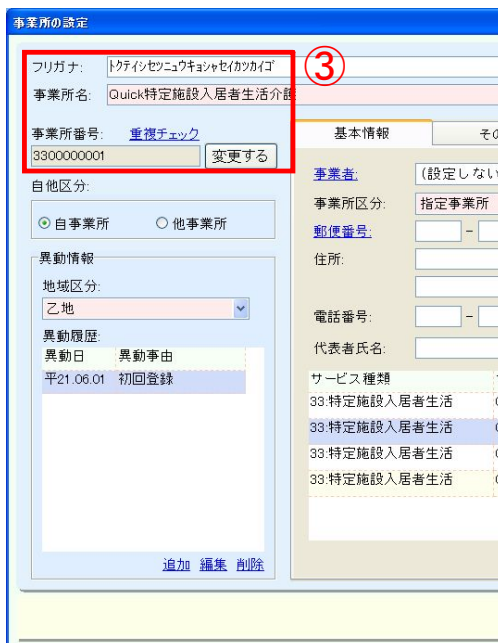 事業所の設定
フリガナ: ﾄｸﾃｲｼｾﾂﾆｭｳｷｮｼｬｾｲｶﾂｶｲｺﾞ
③
事業所名: Quick特定施設入居者生活介護
事業所番号: 重複チェック
3300000001 変更する
自他区分:
自事業所 他事業所
異動情報
地域区分:
乙地
異動履歴:
異動日 異動事由
平21.06.01 初回登録
追加 編集 削除
基本情報 その
事業者: (設定しない
事業所区分: 指定事業所
郵便番号: -
住所:
電話番号: -
代表者氏名:
サービス種類
33:特定施設入居者生活
33:特定施設入居者生活
33:特定施設入居者生活
33:特定施設入居者生活